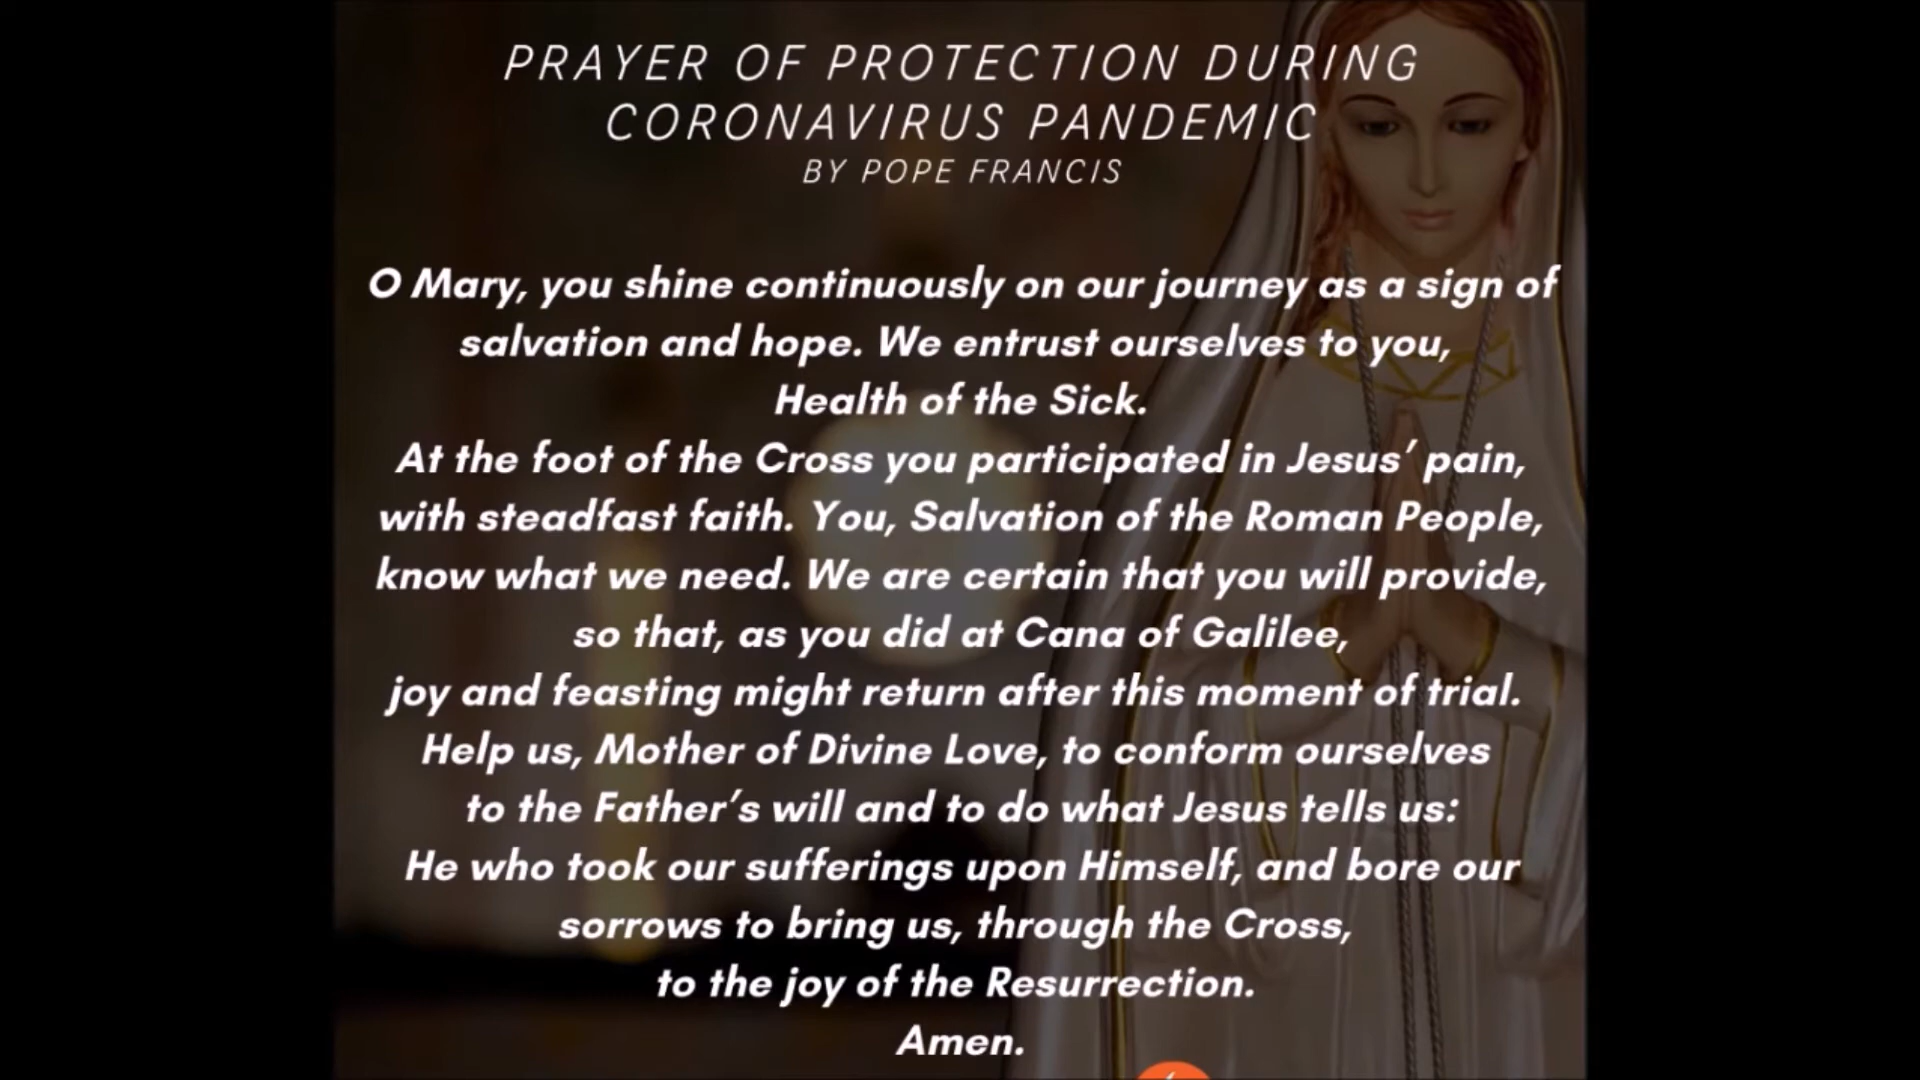 PRAYER OF PROTECTION DURING
CORONAVIRUS PANDEMIC
BY POPE FRANCIS
O Mary, you shine continuously on our journey as a sign of
salvation and hope. We entrust ourselves to you,
Health of the Sick.
At the foot of the Cross you participated in Jesus’ pain,
with steadfast faith. You, Salvation of the Roman People,
know what we need. We are certain that you will provide,
so that, as you did at Cana of Galilee,
joy and feasting might return after this moment of trial.
Help us, Mother of Divine Love, to conform ourselves
to the Father’s will and to do what Jesus tells us:
He who took our sufferings upon Himself, and bore our
sorrows to bring us, through the Cross,
to the joy of the Resurrection.
Amen.